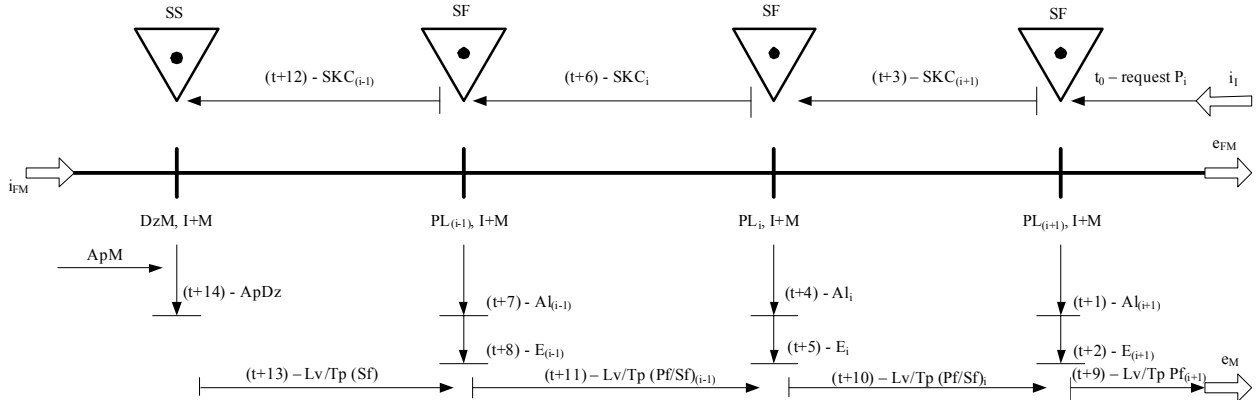 SS
SF
SF
SF
(t+12) - SKC(i-1)
(t+6) - SKCi
(t+3) – SKC(i+1)
t0 – request Pi
iI
iFM
eFM
DzM, I+M
PL(i-1), I+M
PLi, I+M
PL(i+1), I+M
ApM
(t+14) - ApDz
(t+7) - Al(i-1)
(t+4) - Ali
(t+1) - Al(i+1)
(t+8) - E(i-1)
(t+5) - Ei
(t+2) - E(i+1)
(t+13) – Lv/Tp (Sf)
(t+11) – Lv/Tp (Pf/Sf)(i-1)
(t+10) – Lv/Tp (Pf/Sf)i
(t+9) – Lv/Tp Pf(i+1)
eM